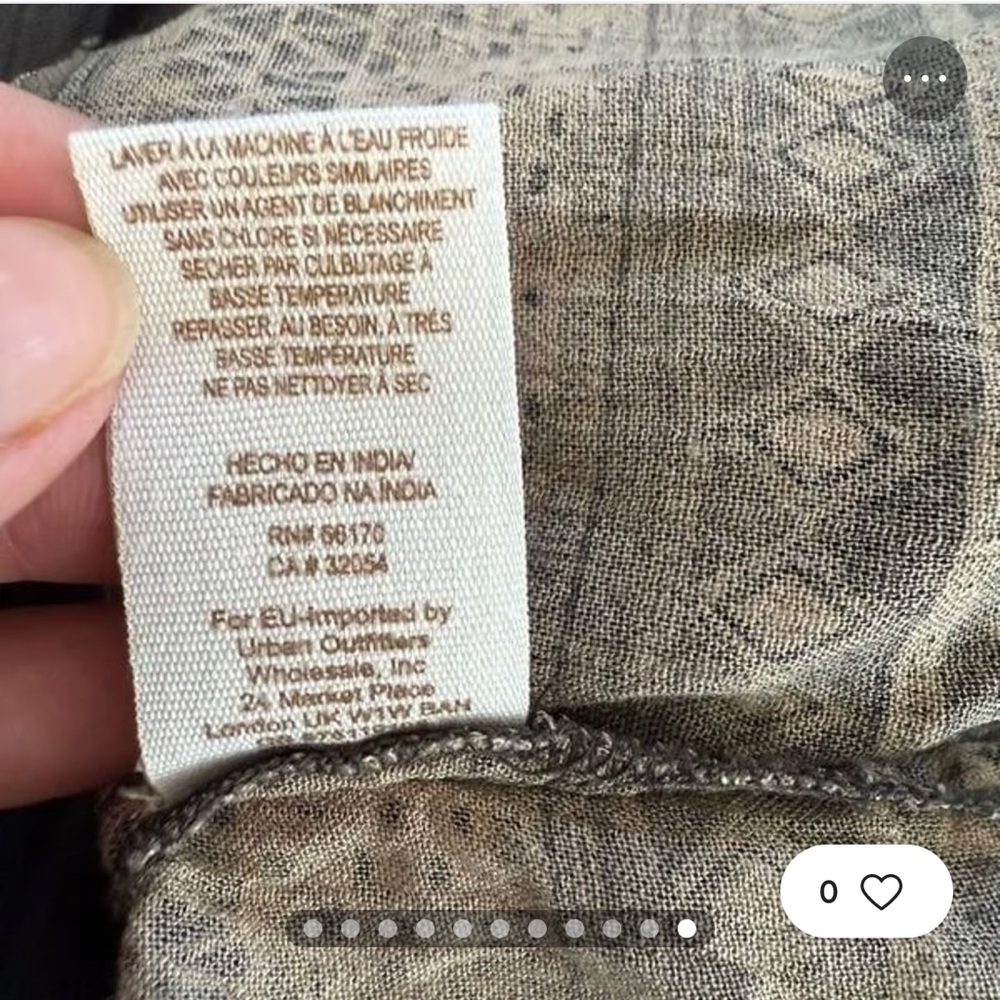 LAVER À LA MACHINE À L'EAU FROIDE
AVEC COULEURS SIMILAIRES
UTILISER UN AGENT DE BLANCHIMENT
SANS CHLORE SI NÉCESSAIRE
SÉCHER PAR CULBUTAGE À
BASSE TEMPÉRATURE
REPASSER, AU BESOIN, À TRÉS
BASSE TEMPÉRATURE
NE PAS NETTOYER À SEC
HECHO EN INDIA/
FABRICADO NA ÍNDIA
RN# 66170
CA # 32054
For EU-Imported by
Urban Outfitters
Wholesale, Inc
24 Market Place
London UK W1W 8AH
0